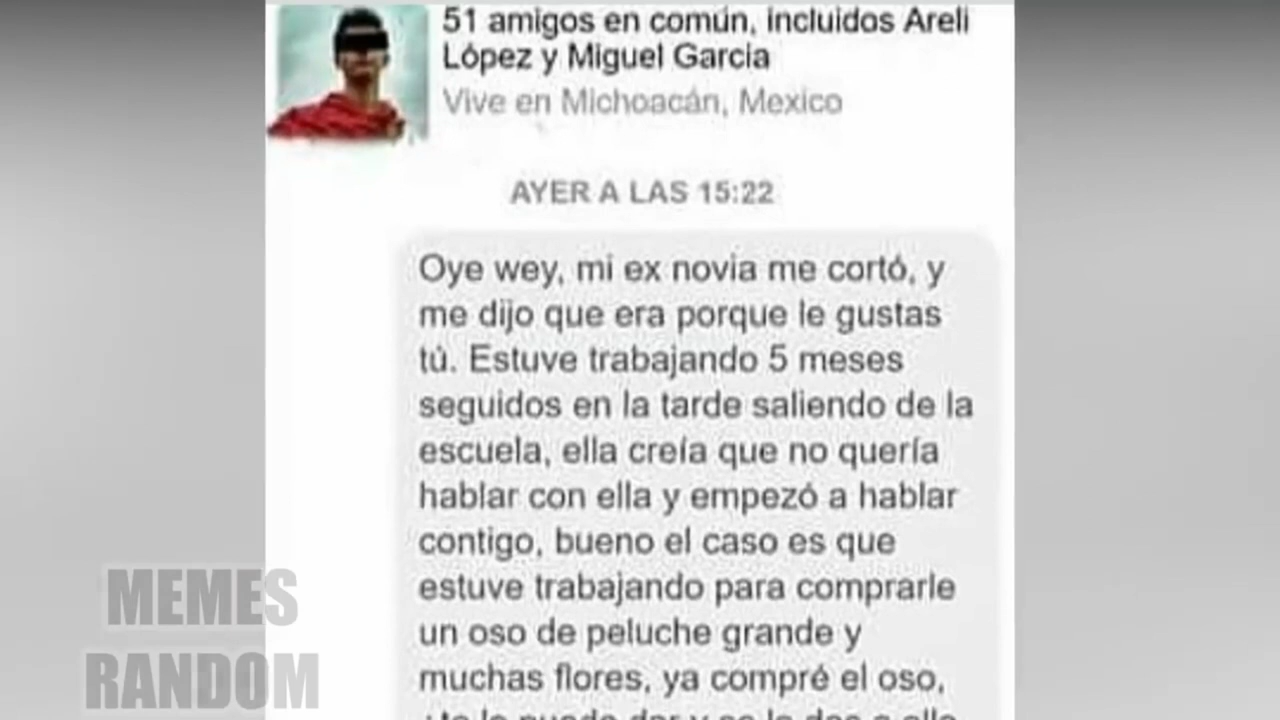 51 amigos en común, incluidos Areli
López y Miguel Garcia
Vive en Michoacán, Mexico
AYER A LAS 15:22
Oye wey, mi ex novia me cortó, y
me dijo que era porque le gustas
tú. Estuve trabajando 5 meses
seguidos en la tarde saliendo de la
escuela, ella creía que no quería
hablar con ella y empezó a hablar
contigo, bueno el caso es que
estuve trabajando para comprarle
un oso de peluche grande y
muchas flores, ya compré el oso,
MEMES
RANDOM